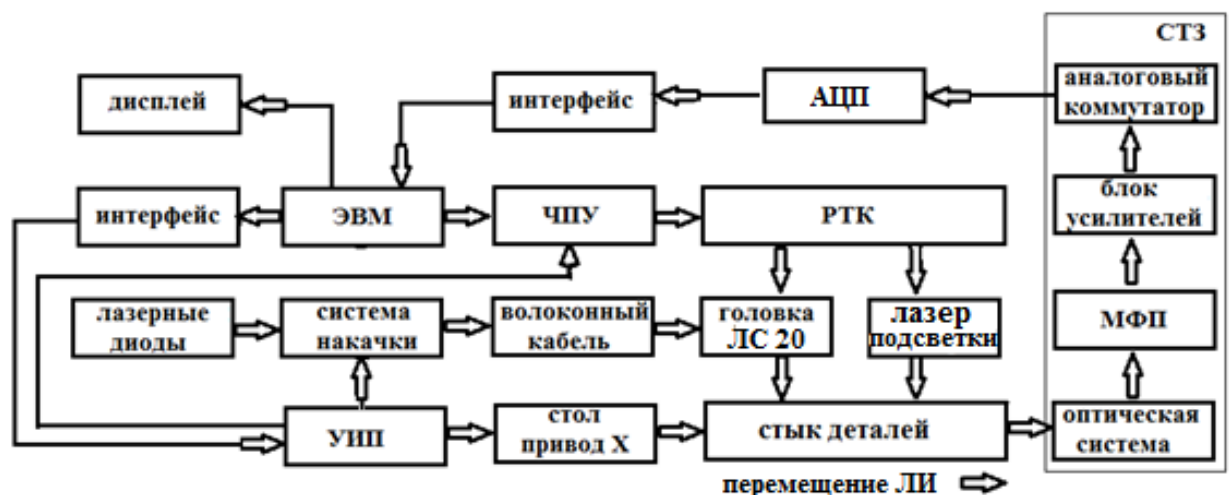 СТЗ
дисплей
интерфейс
АЦП
аналоговый
коммутатор
интерфейс
ЭВМ
ЧПУ
РТК
блок
усилителей
лазерные
диоды
система
накачки
волоконный
кабель
головка
ЛС 20
лазер
подсветки
МФП
УИП
стол
привод X
стык деталей
оптическая
система
перемещение ЛИ